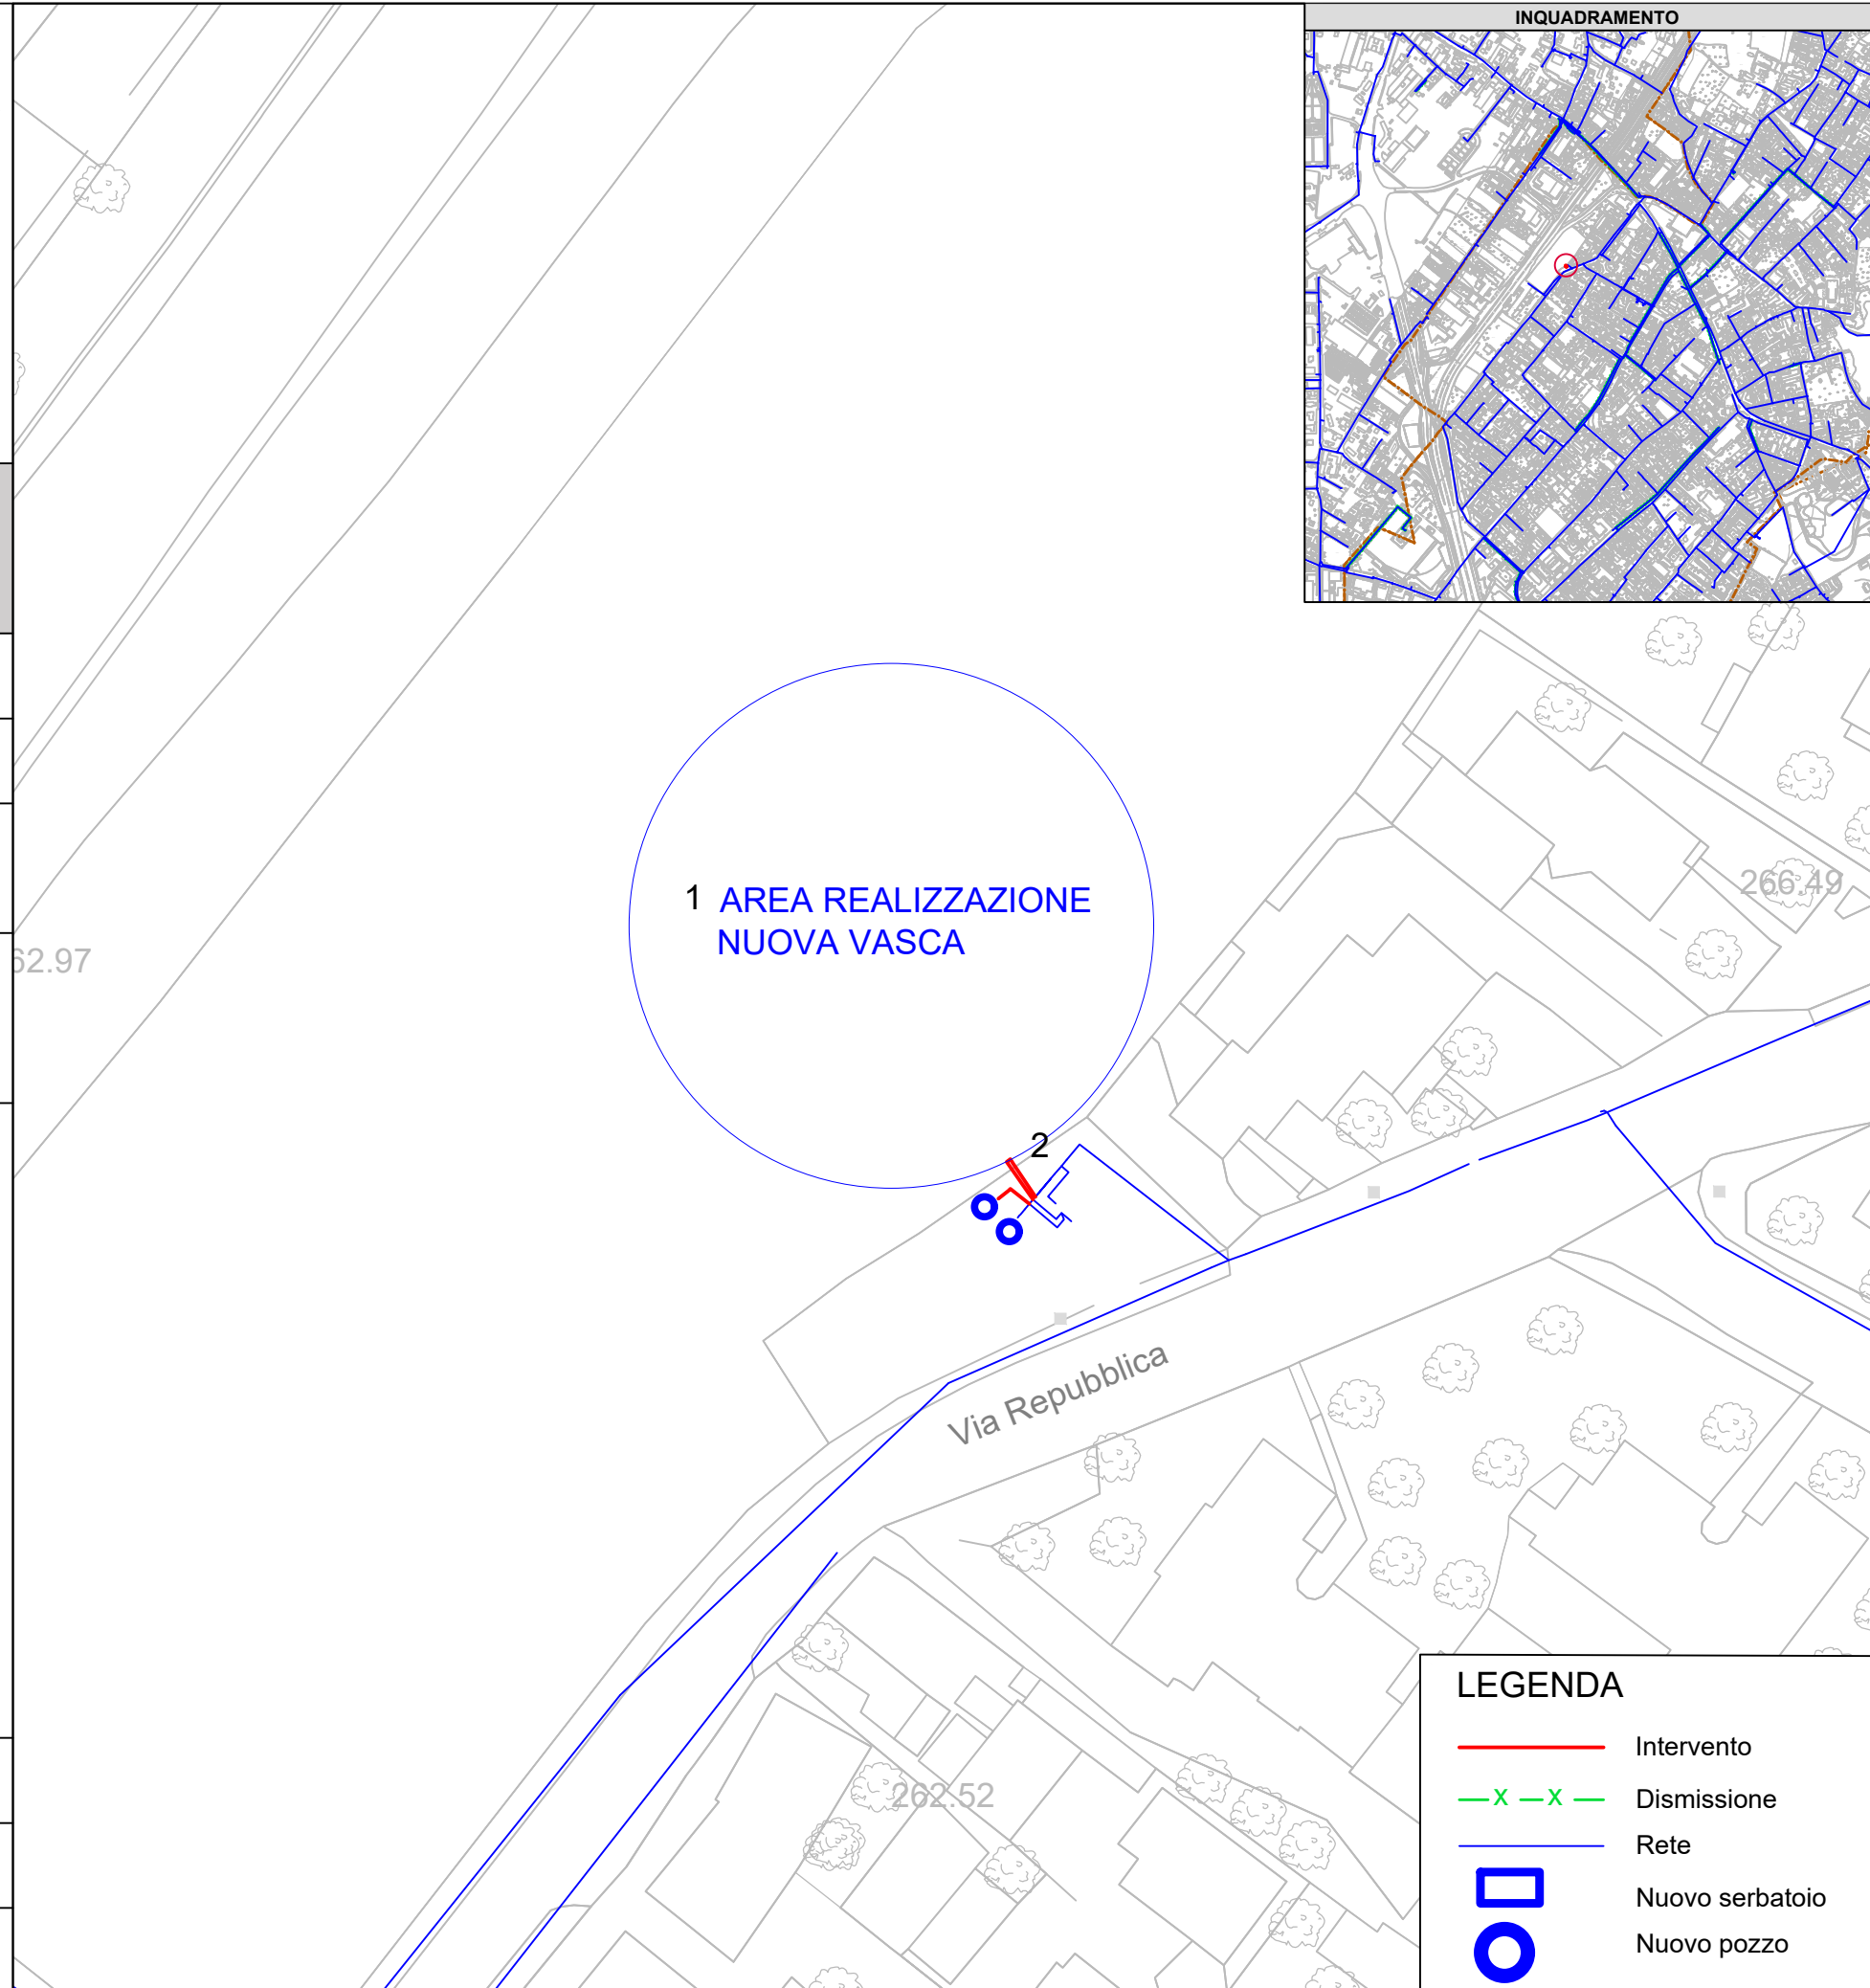 INQUADRAMENTO
1 AREA REALIZZAZIONE
NUOVA VASCA
266.49
62.97
2
Via Repubblica
262.52
LEGENDA
Intervento
X X Dismissione
Rete
Nuovo serbatoio
Nuovo pozzo